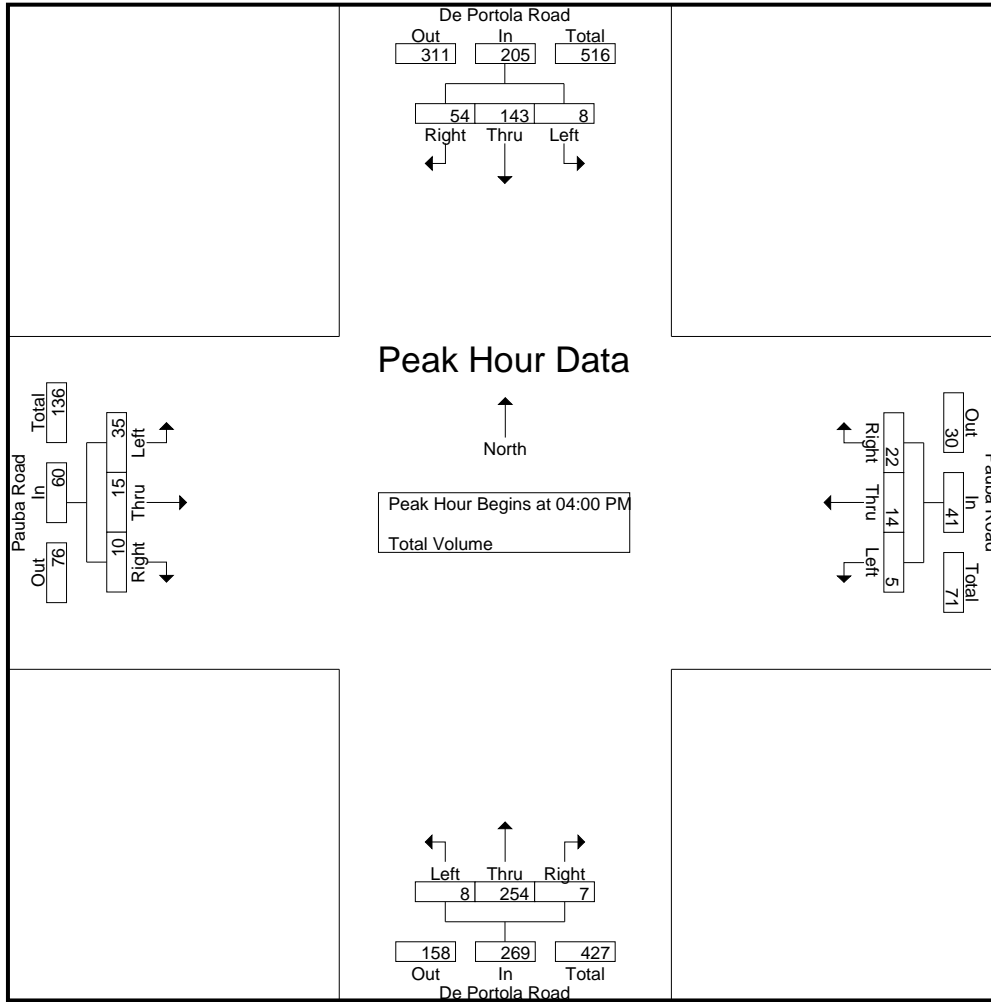 De Portola Road
Out In Total
311 205 516
54 143 8
Right Thru Left
Peak Hour Data
North
Peak Hour Begins at 04:00 PM
Total Volume
Pauba Road
Total In Out
136 60 76
35 15 10
Left Thru Right
Right Thru Left
22 14 5
Out In Total
30 41 71
Pauba Road
Left Thru Right
8 254 7
158 269 427
Out In Total
De Portola Road